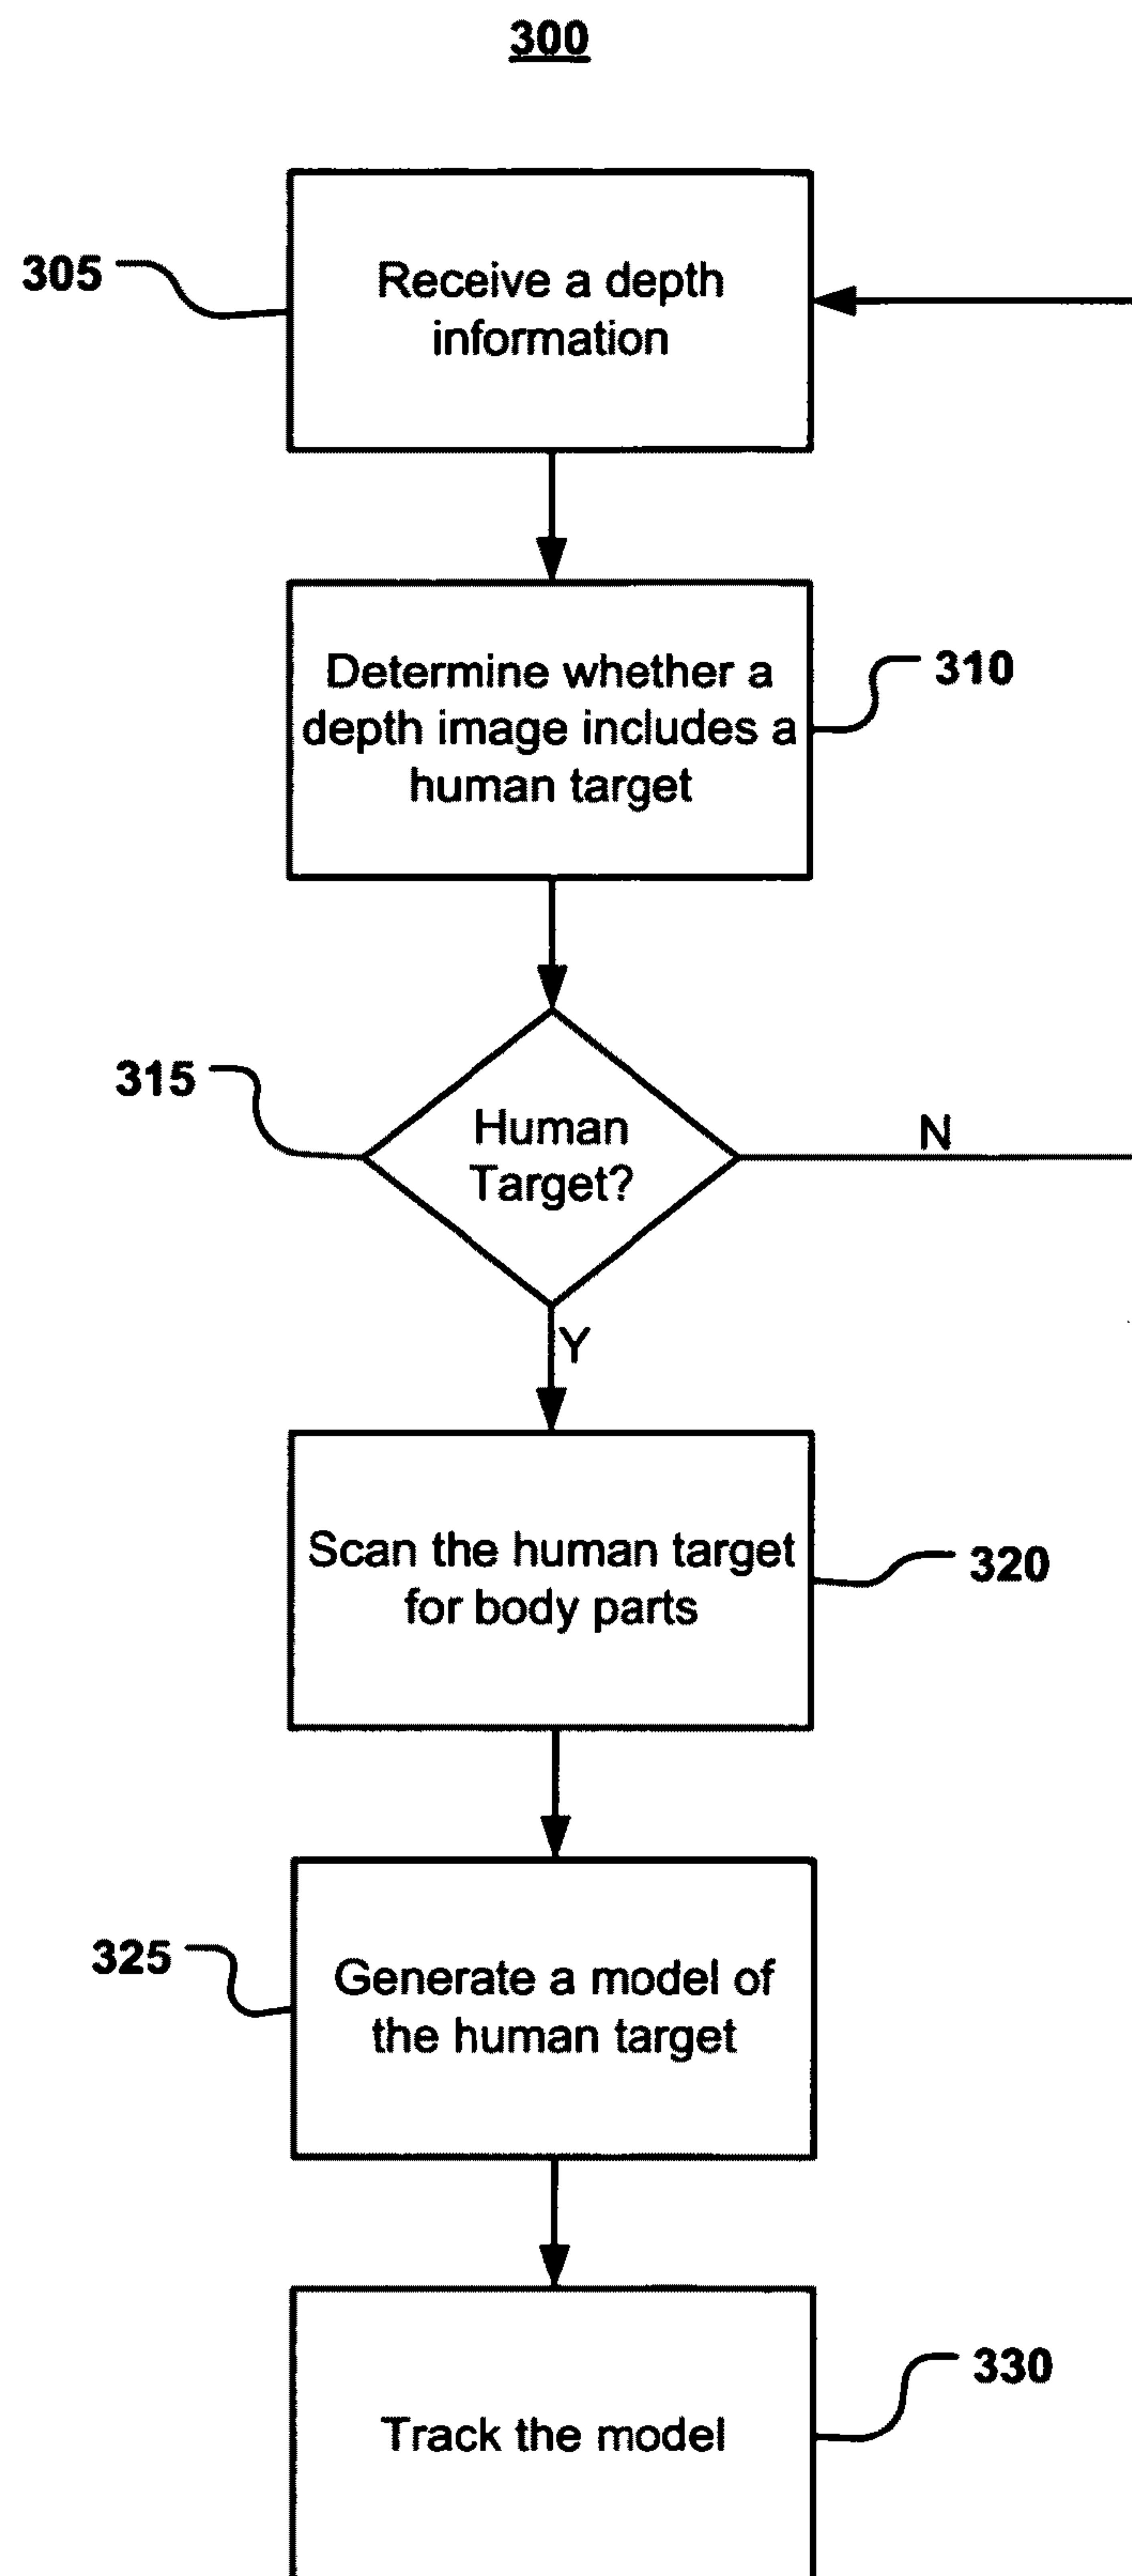 300
305
Receive a depth
information
Determine whether a
depth image includes a
human target
310
315
Human
Target?
N
Y
Scan the human target
for body parts
320
325
Generate a model of
the human target
330
Track the model